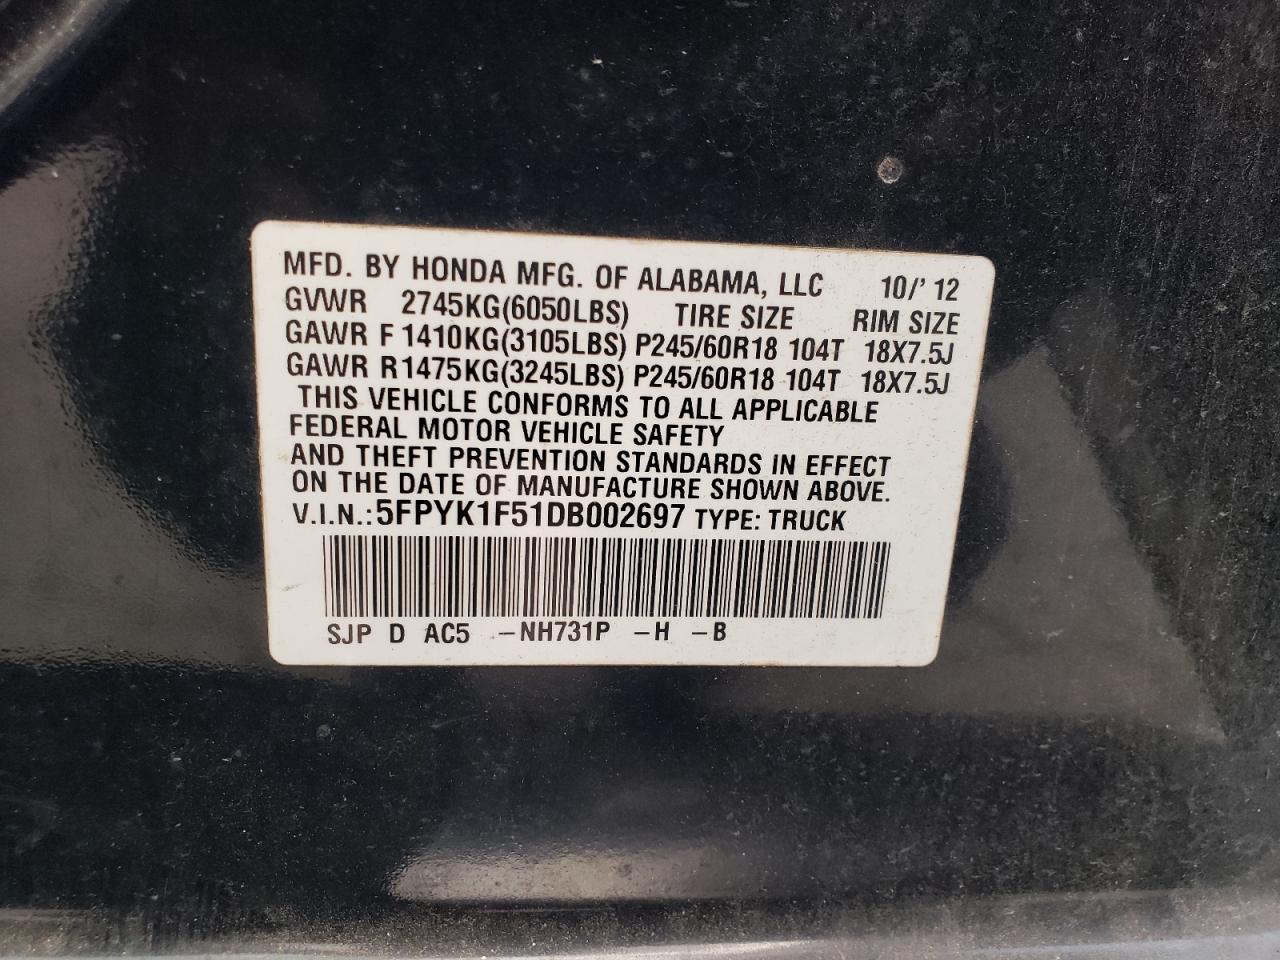 MFD. BY HONDA MFG. OF ALABAMA, LLC 10/'12
GVWR 2745KG(6050LBS) TIRE SIZE RIM SIZE
GAWR F 1410KG(3105LBS) P245/60R18 104T 18X7.5J
GAWR R1475KG(3245LBS) P245/60R18 104T 18X7.5J
THIS VEHICLE CONFORMS TO ALL APPLICABLE
FEDERAL MOTOR VEHICLE SAFETY
AND THEFT PREVENTION STANDARDS IN EFFECT
ON THE DATE OF MANUFACTURE SHOWN ABOVE.
V.I.N.:5FPYK1F51DB002697 TYPE: TRUCK
SJP D AC5 -NH731P -H -B